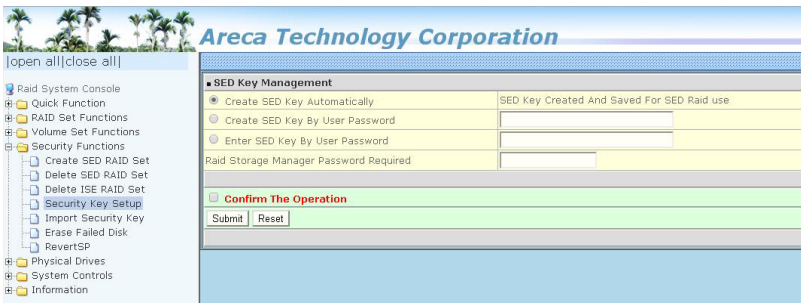 Areca Technology Corporation
|open all|close all|
Raid System Console
Quick Function
RAID Set Functions
Volume Set Functions
Security Functions
Create SED RAID Set
Delete SED RAID Set
Delete ISE RAID Set
Security Key Setup
Import Security Key
Erase Failed Disk
RevertSP
Physical Drives
System Controls
Information
SED Key Management
Create SED Key Automatically SED Key Created And Saved For SED Raid use
Create SED Key By User Password
Enter SED Key By User Password
Raid Storage Manager Password Required
Confirm The Operation
Submit Reset